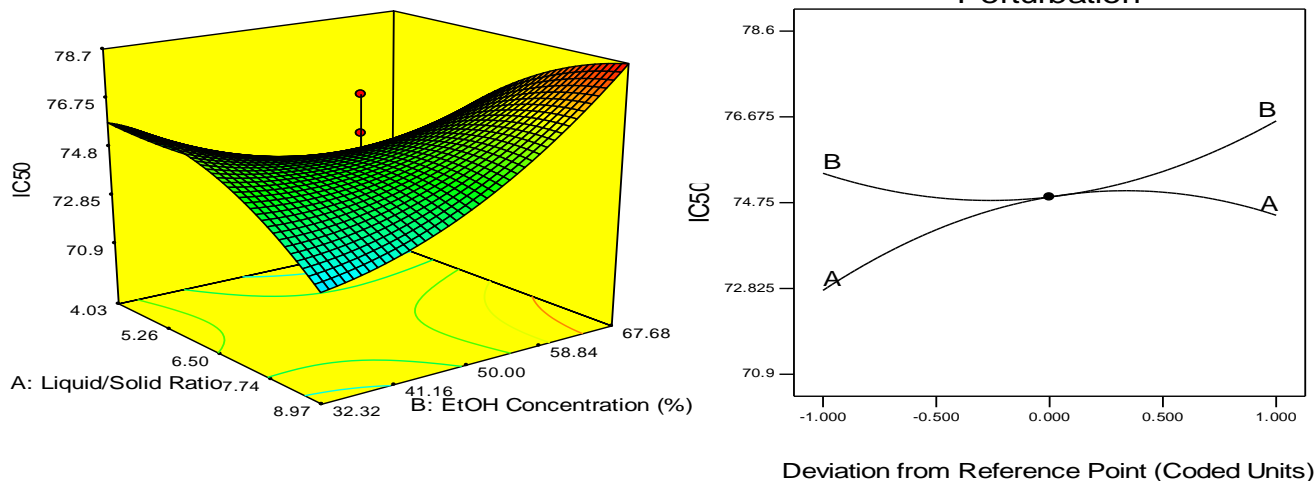 78.7
76.75
74.8
72.85
70.9
IC50
4.03
5.26
6.50
7.74
8.97
A: Liquid/Solid Ratio
32.32
41.16
50.00
58.84
67.68
B: EtOH Concentration (%)
Perturbation
78.6
76.675
74.75
72.825
70.9
IC50
B
B
A
A
-1.000
-0.500
0.000
0.500
1.000
Deviation from Reference Point (Coded Units)